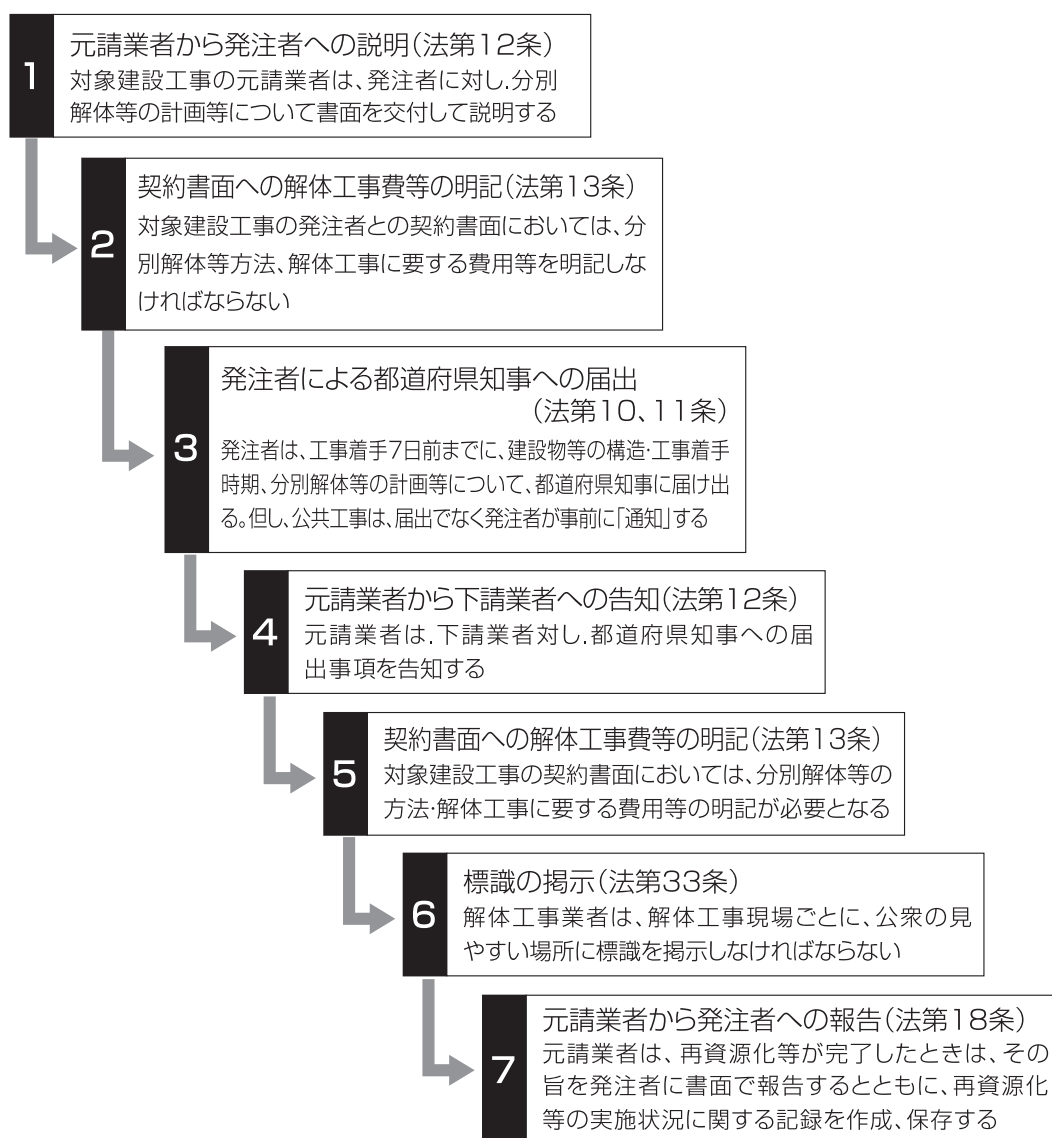 1
元請業者から発注者への説明(法第12条)
対象建設工事の元請業者は、発注者に対し.分別
解体等の計画等について書面を交付して説明する
2
契約書面への解体工事費等の明記(法第13条)
対象建設工事の発注者との契約書面においては、分
別解体等方法、解体工事に要する費用等を明記しな
ければならない
3
発注者による都道府県知事への届出
(法第10、11条)
発注者は、工事着手7日前までに、建設物等の構造・工事着手
時期、分別解体等の計画等について、都道府県知事に届け出
る。但し、公共工事は、届出でなく発注者が事前に「通知」する
4
元請業者から下請業者への告知(法第12条)
元請業者は.下請業者対し.都道府県知事への届
出事項を告知する
5
契約書面への解体工事費等の明記(法第13条)
対象建設工事の契約書面においては、分別解体等の
方法・解体工事に要する費用等の明記が必要となる
6
標識の掲示(法第33条)
解体工事業者は、解体工事現場ごとに、公衆の見
やすい場所に標識を掲示しなければならない
7
元請業者から発注者への報告(法第18条)
元請業者は、再資源化等が完了したときは、その
旨を発注者に書面で報告するとともに、再資源化
等の実施状況に関する記録を作成、保存する